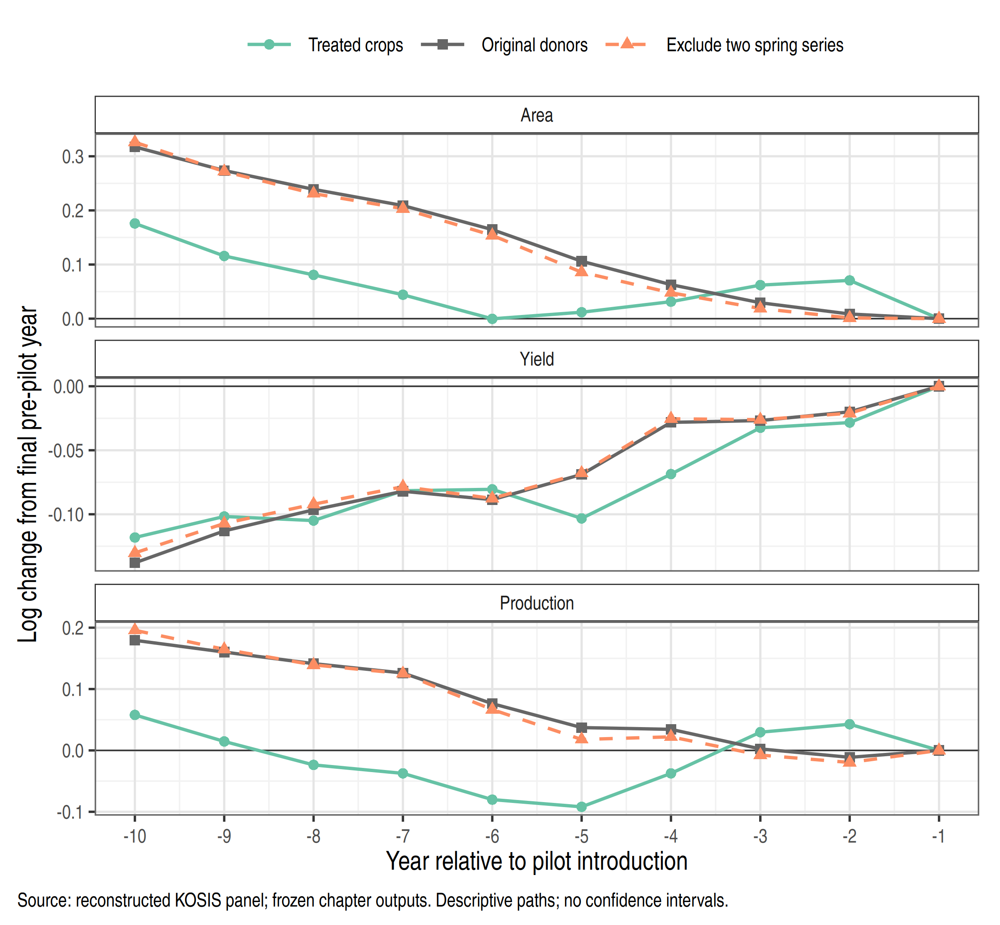 Treated crops Original donors Exclude two spring series
Area
0.3
0.2
0.1
0.0
Yield
0.00
-0.05
-0.10
Production
0.2
0.1
0.0
-0.1
Log change from final pre-pilot year
-10 -9 -8 -7 -6 -5 -4 -3 -2 -1
Year relative to pilot introduction
Source: reconstructed KOSIS panel; frozen chapter outputs. Descriptive paths; no confidence intervals.